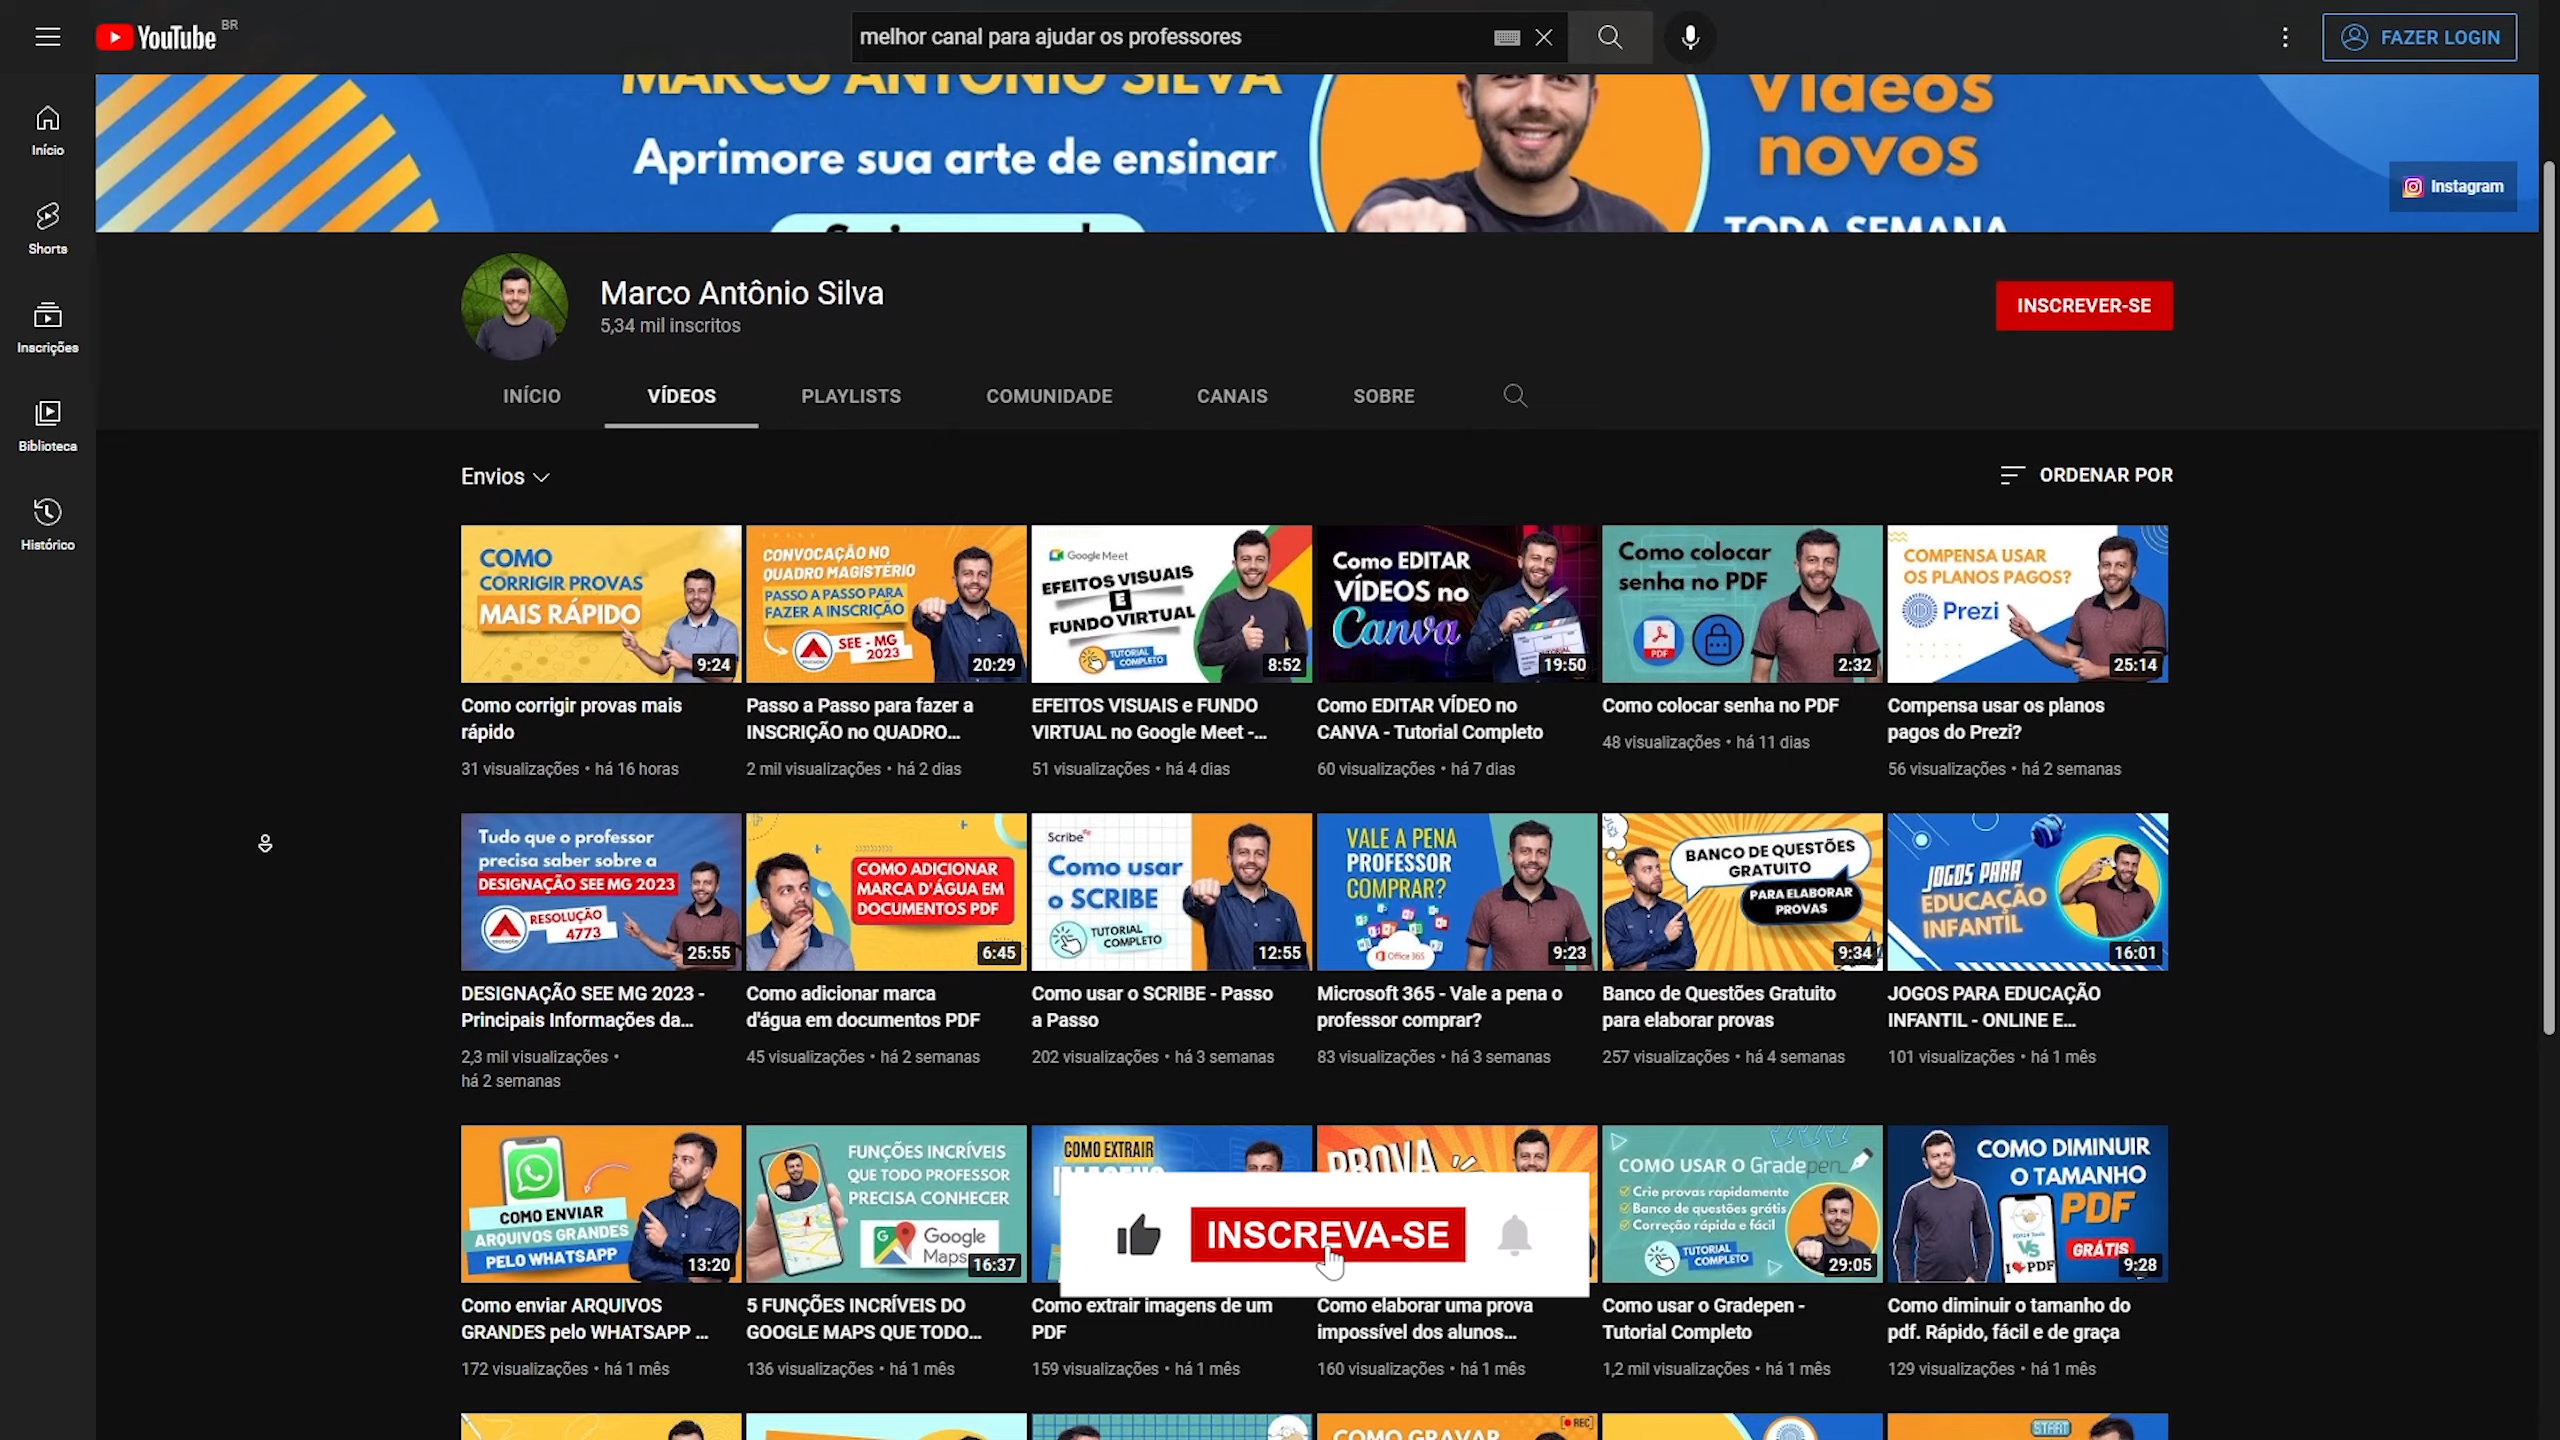 YouTube BR
melhor canal para ajudar os professores
FAZER LOGIN
Início
Shorts
Inscrições
Biblioteca
Histórico
MARCO ANTÔNIO SILVA
Aprimore sua arte de ensinar
Vídeos
novos
TODA SEMANA
Instagram
Marco Antônio Silva
5,34 mil inscritos
INSCREVER-SE
INÍCIO
VÍDEOS
PLAYLISTS
COMUNIDADE
CANAIS
SOBRE
Envios
ORDENAR POR
COMO
CORRIGIR PROVAS
MAIS RÁPIDO
9:24
CONVOCAÇÃO NO
QUADRO MAGISTÉRIO
PASSO A PASSO PARA
FAZER A INSCRIÇÃO
SEE - MG
2023
20:29
Google Meet
EFEITOS VISUAIS
E
FUNDO VIRTUAL
TUTORIAL
COMPLETO
8:52
Como EDITAR
VÍDEOS no
Canva
19:50
Como colocar
senha no PDF
PDF
2:32
COMPENSA USAR
OS PLANOS PAGOS?
Prezi
25:14
Como corrigir provas mais
rápido
31 visualizações • há 16 horas
Passo a Passo para fazer a
INSCRIÇÃO no QUADRO...
2 mil visualizações • há 2 dias
EFEITOS VISUAIS e FUNDO
VIRTUAL no Google Meet -...
51 visualizações • há 4 dias
Como EDITAR VÍDEO no
CANVA - Tutorial Completo
60 visualizações • há 7 dias
Como colocar senha no PDF
48 visualizações • há 11 dias
Compensa usar os planos
pagos do Prezi?
56 visualizações • há 2 semanas
Tudo que o professor
precisa saber sobre a
DESIGNAÇÃO SEE MG 2023
RESOLUÇÃO
4773
25:55
COMO ADICIONAR
MARCA D'ÁGUA EM
DOCUMENTOS PDF
6:45
Scribe
Como usar
o SCRIBE
TUTORIAL
COMPLETO
12:55
VALE A PENA
PROFESSOR
COMPRAR?
Office 365
9:23
BANCO DE QUESTÕES
GRATUITO
PARA ELABORAR
PROVAS
9:34
JOGOS PARA
EDUCAÇÃO
INFANTIL
16:01
DESIGNAÇÃO SEE MG 2023 -
Principais Informações da...
2,3 mil visualizações •
há 2 semanas
Como adicionar marca
d'água em documentos PDF
45 visualizações • há 2 semanas
Como usar o SCRIBE - Passo
a Passo
202 visualizações • há 3 semanas
Microsoft 365 - Vale a pena o
professor comprar?
83 visualizações • há 3 semanas
Banco de Questões Gratuito
para elaborar provas
257 visualizações • há 4 semanas
JOGOS PARA EDUCAÇÃO
INFANTIL - ONLINE E...
101 visualizações • há 1 mês
COMO ENVIAR
ARQUIVOS GRANDES
PELO WHATSAPP
13:20
FUNÇÕES INCRÍVEIS
QUE TODO PROFESSOR
PRECISA CONHECER
Google
Maps
16:37
COMO EXTRAIR
PROVA
INSCREVA-SE
COMO USAR O Gradepen
Crie provas rapidamente
Banco de questões grátis
Correção rápida e fácil
TUTORIAL
COMPLETO
29:05
COMO DIMINUIR
O TAMANHO
PDF
GRÁTIS
VS
I PDF
9:28
Como enviar ARQUIVOS
GRANDES pelo WHATSAPP ...
172 visualizações • há 1 mês
5 FUNÇÕES INCRÍVEIS DO
GOOGLE MAPS QUE TODO...
136 visualizações • há 1 mês
Como extrair imagens de um
PDF
159 visualizações • há 1 mês
Como elaborar uma prova
impossível dos alunos...
160 visualizações • há 1 mês
Como usar o Gradepen -
Tutorial Completo
1,2 mil visualizações • há 1 mês
Como diminuir o tamanho do
pdf. Rápido, fácil e de graça
129 visualizações • há 1 mês
COMO GRAVAR
REC
START